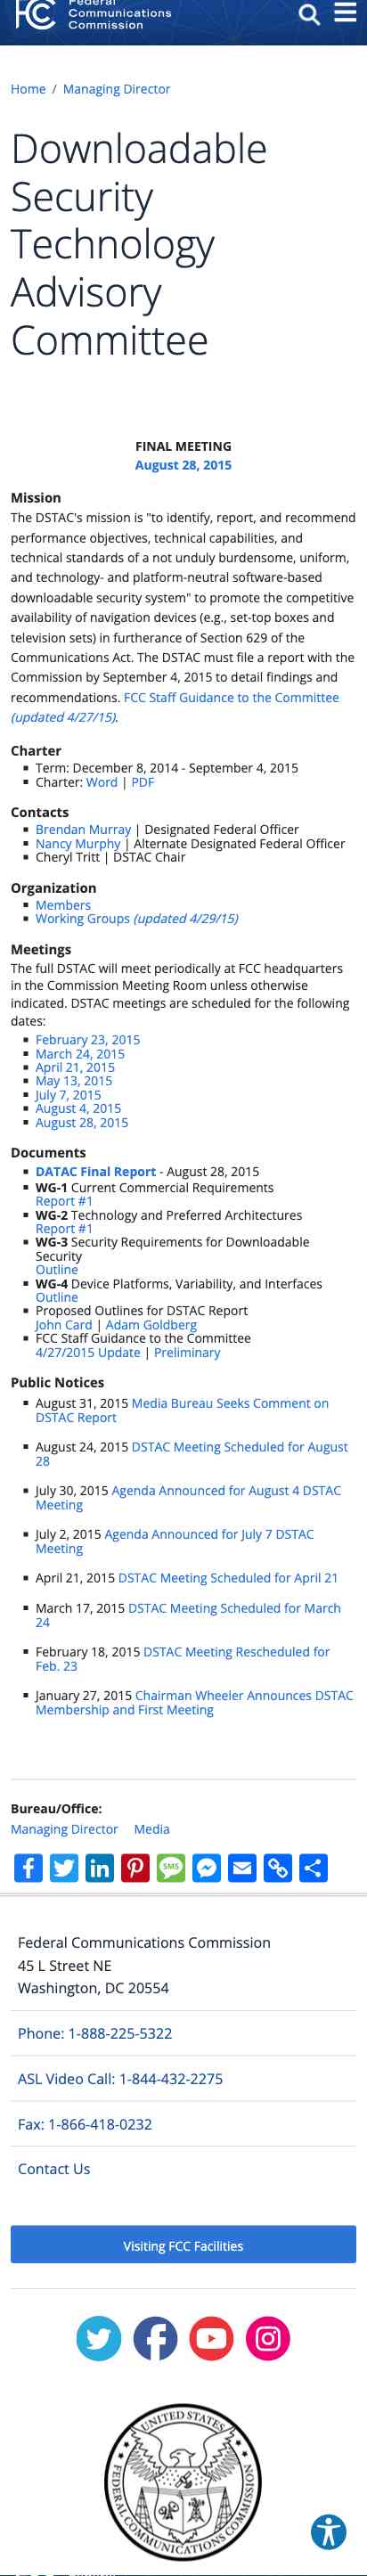 Federal
Communications
Commission
Home / Managing Director
Downloadable
Security
Technology
Advisory
Committee
FINAL MEETING
August 28, 2015
Mission
The DSTAC's mission is "to identify, report, and recommend
performance objectives, technical capabilities, and
technical standards of a not unduly burdensome, uniform,
and technology- and platform-neutral software-based
downloadable security system" to promote the competitive
availability of navigation devices (e.g., set-top boxes and
television sets) in furtherance of Section 629 of the
Communications Act. The DSTAC must file a report with the
Commission by September 4, 2015 to detail findings and
recommendations. FCC Staff Guidance to the Committee
(updated 4/27/15).
Charter
Term: December 8, 2014 - September 4, 2015
Charter: Word | PDF
Contacts
Brendan Murray | Designated Federal Officer
Nancy Murphy | Alternate Designated Federal Officer
Cheryl Tritt | DSTAC Chair
Organization
Members
Working Groups (updated 4/29/15)
Meetings
The full DSTAC will meet periodically at FCC headquarters
in the Commission Meeting Room unless otherwise
indicated. DSTAC meetings are scheduled for the following
dates:
February 23, 2015
March 24, 2015
April 21, 2015
May 13, 2015
July 7, 2015
August 4, 2015
August 28, 2015
Documents
DATAC Final Report - August 28, 2015
WG-1 Current Commercial Requirements
Report #1
WG-2 Technology and Preferred Architectures
Report #1
WG-3 Security Requirements for Downloadable
Security
Outline
WG-4 Device Platforms, Variability, and Interfaces
Outline
Proposed Outlines for DSTAC Report
John Card | Adam Goldberg
FCC Staff Guidance to the Committee
4/27/2015 Update | Preliminary
Public Notices
August 31, 2015 Media Bureau Seeks Comment on
DSTAC Report
August 24, 2015 DSTAC Meeting Scheduled for August
28
July 30, 2015 Agenda Announced for August 4 DSTAC
Meeting
July 2, 2015 Agenda Announced for July 7 DSTAC
Meeting
April 21, 2015 DSTAC Meeting Scheduled for April 21
March 17, 2015 DSTAC Meeting Scheduled for March
24
February 18, 2015 DSTAC Meeting Rescheduled for
Feb. 23
January 27, 2015 Chairman Wheeler Announces DSTAC
Membership and First Meeting
Bureau/Office:
Managing Director Media
SMS
Federal Communications Commission
45 L Street NE
Washington, DC 20554
Phone: 1-888-225-5322
ASL Video Call: 1-844-432-2275
Fax: 1-866-418-0232
Contact Us
Visiting FCC Facilities
UNITED STATES
FEDERAL COMMUNICATIONS COMMISSION